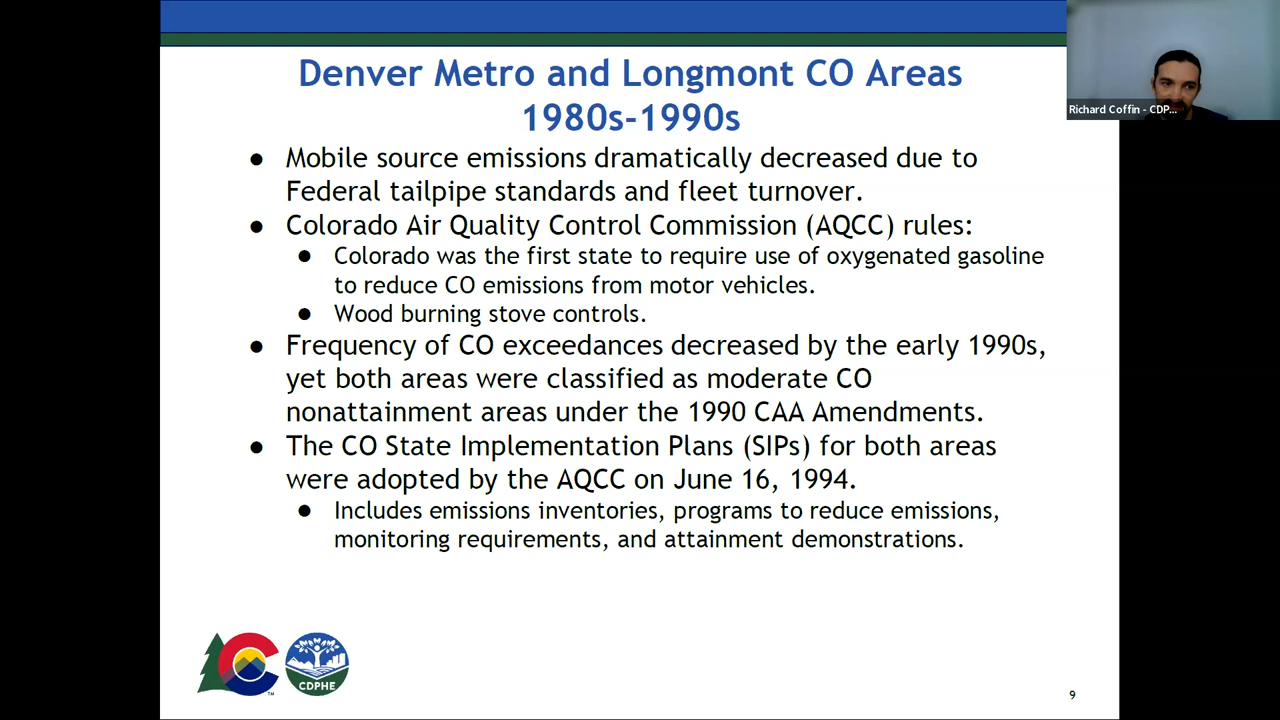 Denver Metro and Longmont CO Areas
1980s-1990s
● Mobile source emissions dramatically decreased due to
Federal tailpipe standards and fleet turnover.
● Colorado Air Quality Control Commission (AQCC) rules:
● Colorado was the first state to require use of oxygenated gasoline
to reduce CO emissions from motor vehicles.
● Wood burning stove controls.
● Frequency of CO exceedances decreased by the early 1990s,
yet both areas were classified as moderate CO
nonattainment areas under the 1990 CAA Amendments.
● The CO State Implementation Plans (SIPs) for both areas
were adopted by the AQCC on June 16, 1994.
● Includes emissions inventories, programs to reduce emissions,
monitoring requirements, and attainment demonstrations.
Richard Coffin - CDP...
C
TM
CDPHE
9